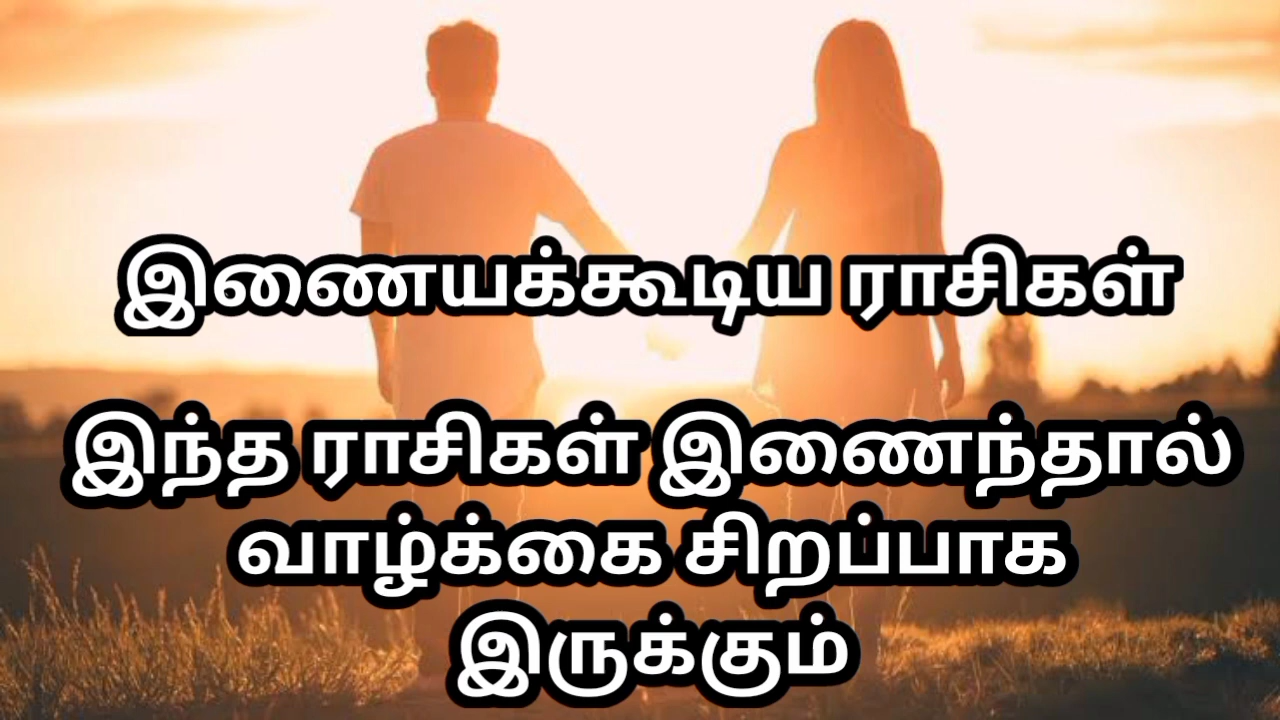 இணையக்கூடிய ராசிகள்
இந்த ராசிகள் இணைந்தால்
வாழ்க்கை சிறப்பாக
இருக்கும்